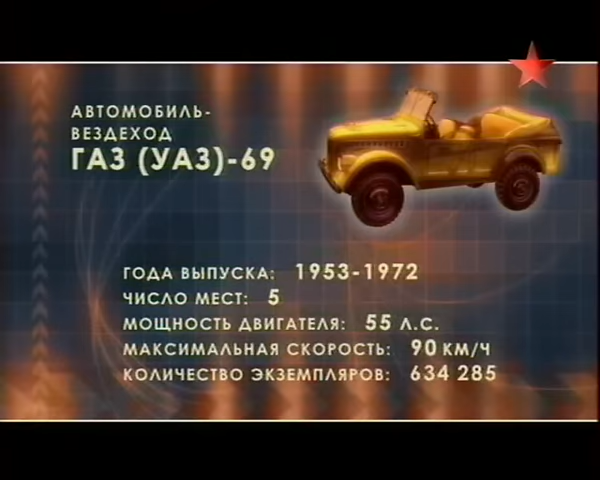 АВТОМОБИЛЬ-
ВЕЗДЕХОД
ГАЗ (УАЗ)-69
ГОДА ВЫПУСКА: 1953-1972
ЧИСЛО МЕСТ: 5
МОЩНОСТЬ ДВИГАТЕЛЯ: 55 Л.С.
МАКСИМАЛЬНАЯ СКОРОСТЬ: 90 КМ/Ч
КОЛИЧЕСТВО ЭКЗЕМПЛЯРОВ: 634 285